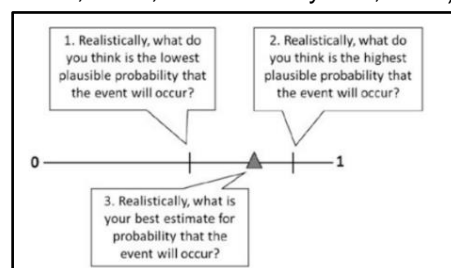 1. Realistically, what do
you think is the lowest
plausible probability that
the event will occur?
2. Realistically, what do
you think is the highest
plausible probability that
the event will occur?
0
1
3. Realistically, what is
your best estimate for
probability that the
event will occur?